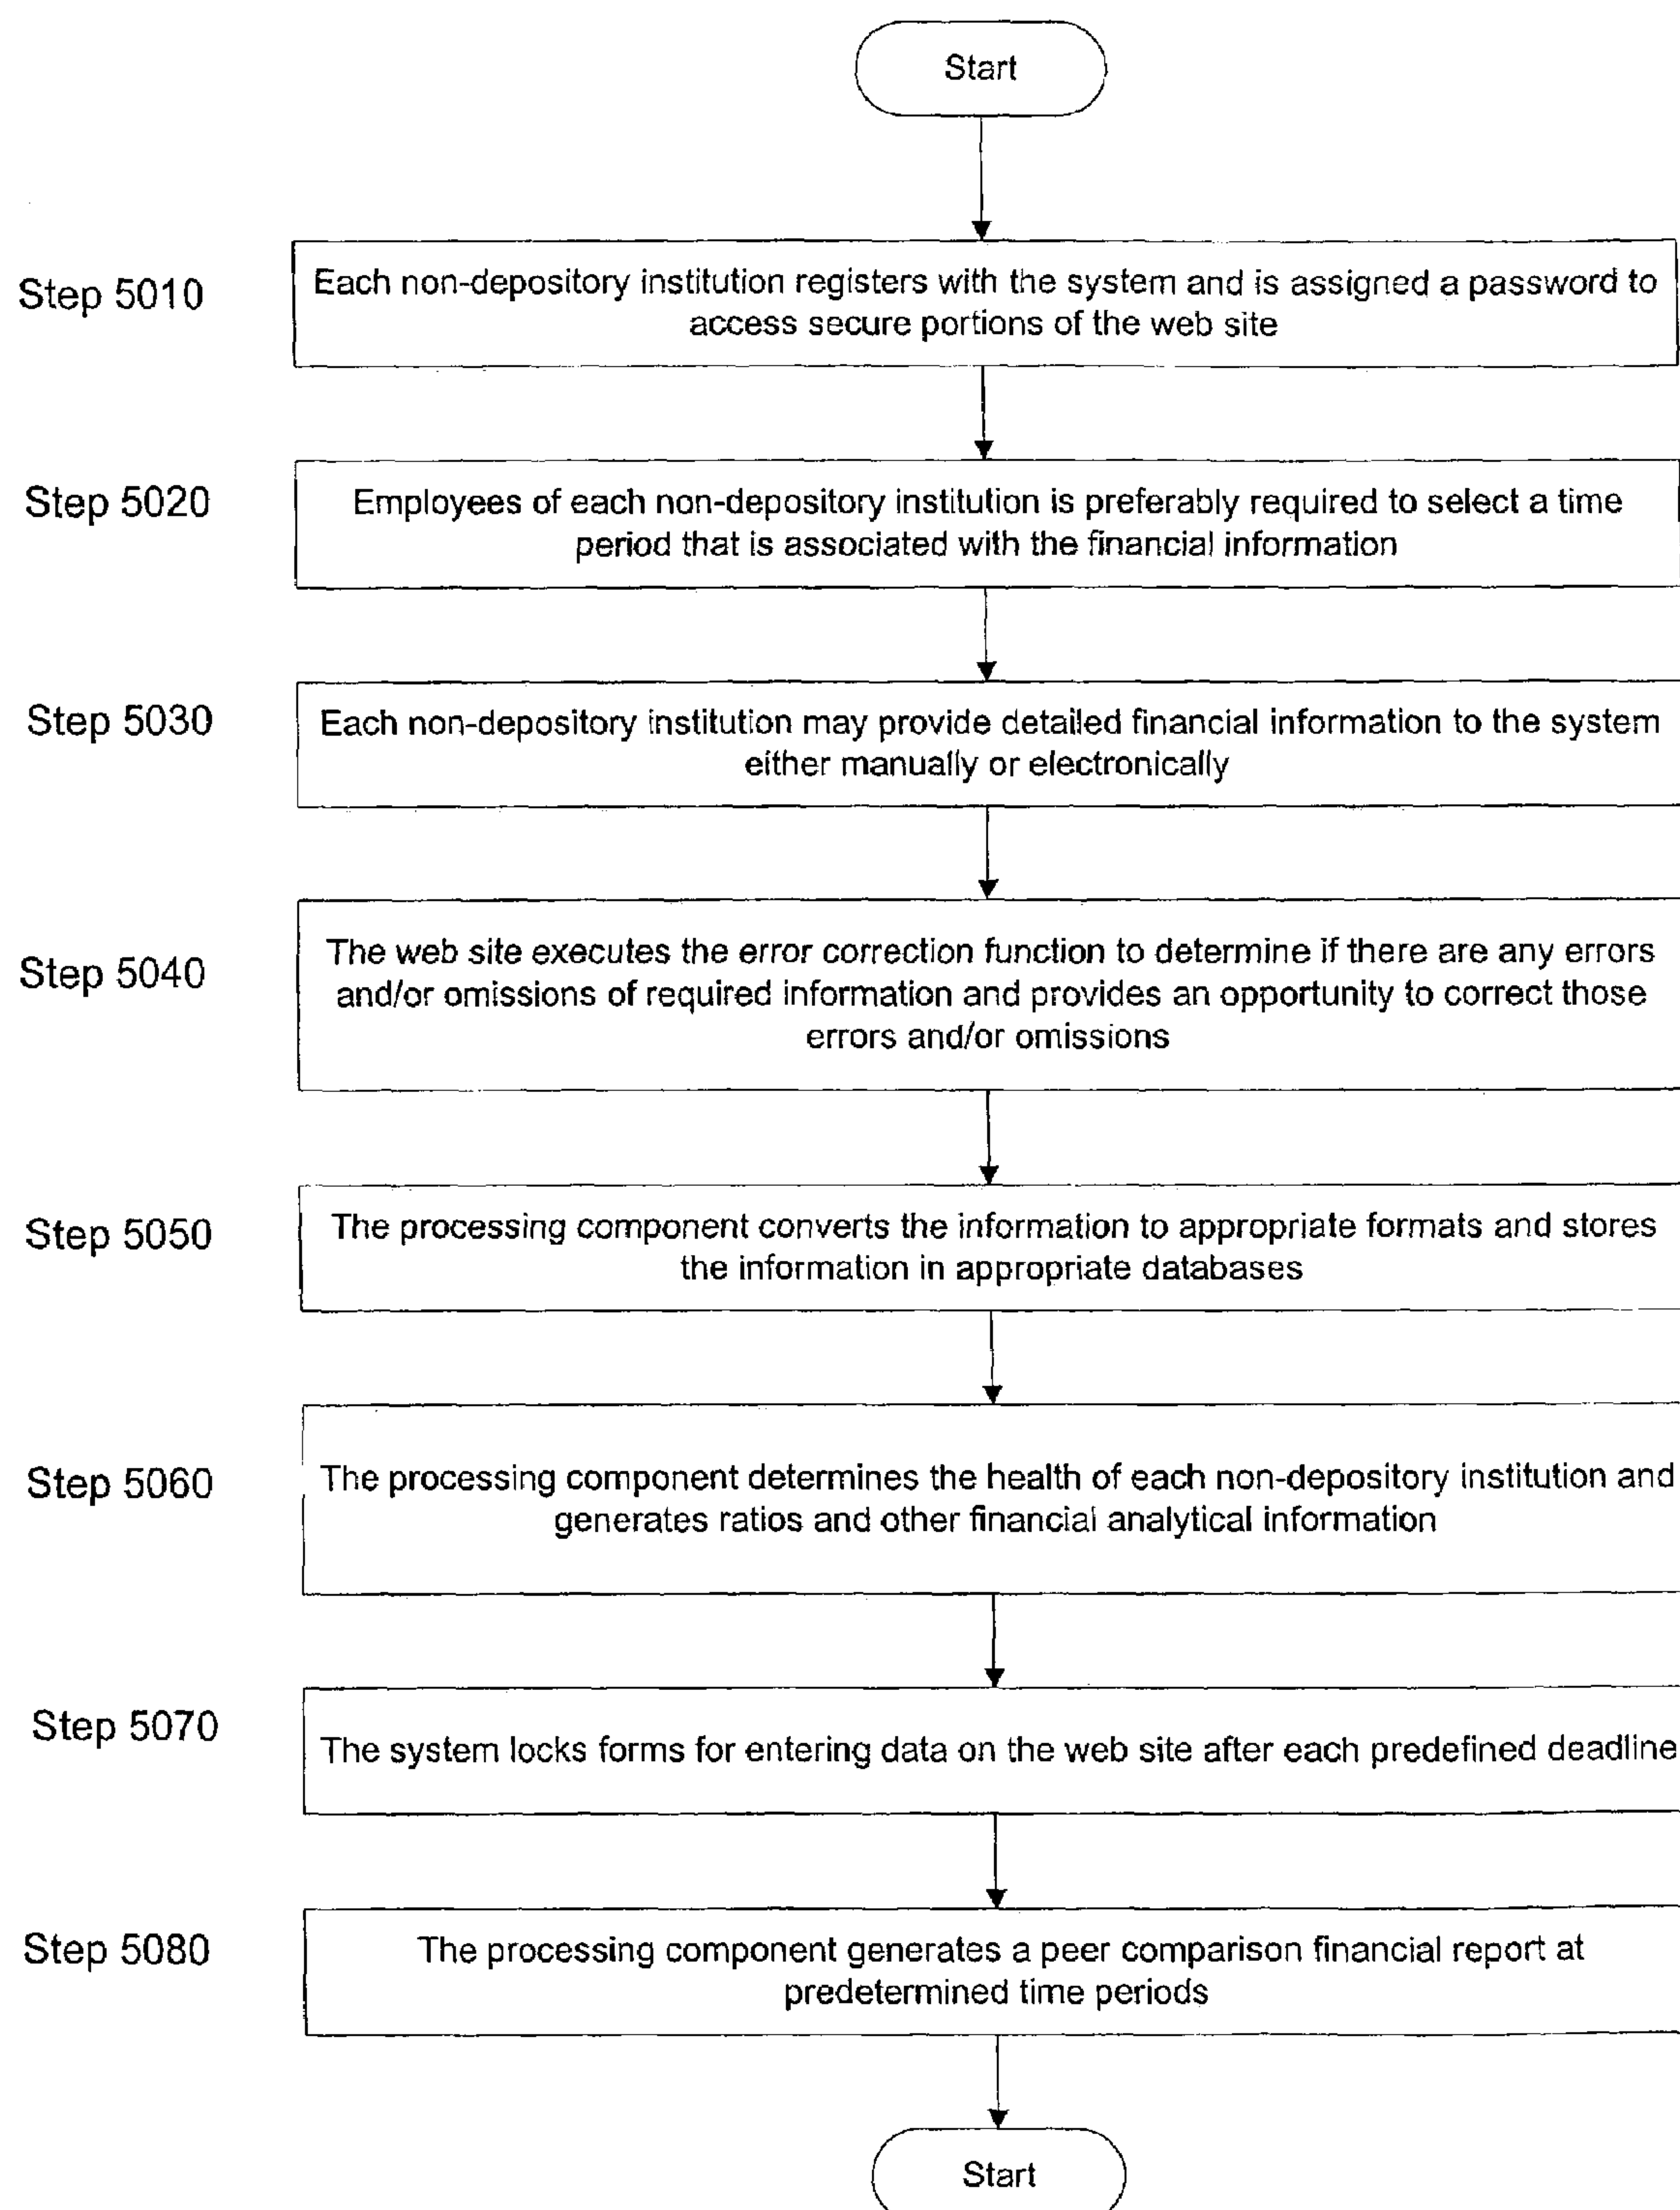 Start
Step 5010
Each non-depository institution registers with the system and is assigned a password to
access secure portions of the web site
Step 5020
Employees of each non-depository institution is preferably required to select a time
period that is associated with the financial information
Step 5030
Each non-depository institution may provide detailed financial information to the system
either manually or electronically
Step 5040
The web site executes the error correction function to determine if there are any errors
and/or omissions of required information and provides an opportunity to correct those
errors and/or omissions
Step 5050
The processing component converts the information to appropriate formats and stores
the information in appropriate databases
Step 5060
The processing component determines the health of each non-depository institution and
generates ratios and other financial analytical information
Step 5070
The system locks forms for entering data on the web site after each predefined deadline
Step 5080
The processing component generates a peer comparison financial report at
predetermined time periods
Start